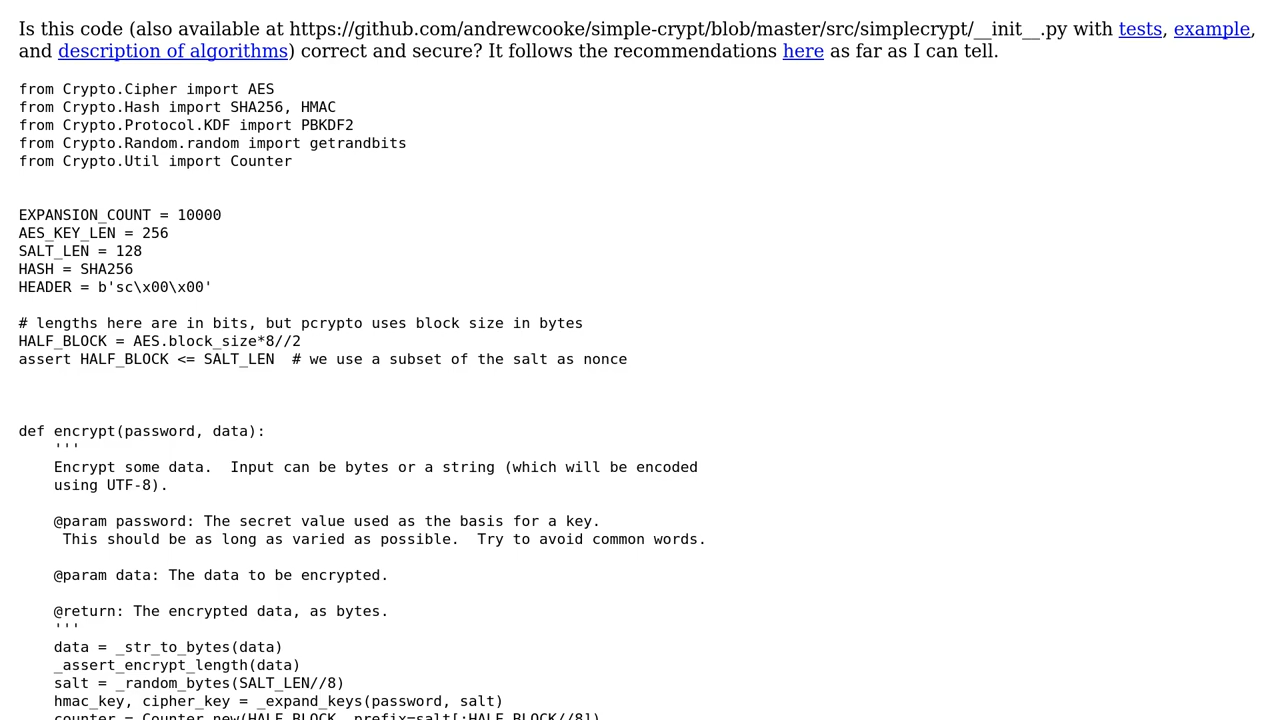 Is this code (also available at https://github.com/andrewcooke/simple-crypt/blob/master/src/simplecrypt/__init__.py with tests, example,
and description of algorithms) correct and secure? It follows the recommendations here as far as I can tell.
from Crypto.Cipher import AES
from Crypto.Hash import SHA256, HMAC
from Crypto.Protocol.KDF import PBKDF2
from Crypto.Random.random import getrandbits
from Crypto.Util import Counter
EXPANSION_COUNT = 10000
AES_KEY_LEN = 256
SALT_LEN = 128
HASH = SHA256
HEADER = b'sc\x00\x00'
# lengths here are in bits, but pcrypto uses block size in bytes
HALF_BLOCK = AES.block_size*8//2
assert HALF_BLOCK <= SALT_LEN  # we use a subset of the salt as nonce
def encrypt(password, data):
    '''
    Encrypt some data.  Input can be bytes or a string (which will be encoded
    using UTF-8).
    @param password: The secret value used as the basis for a key.
     This should be as long as varied as possible.  Try to avoid common words.
    @param data: The data to be encrypted.
    @return: The encrypted data, as bytes.
    '''
    data = _str_to_bytes(data)
    _assert_encrypt_length(data)
    salt = _random_bytes(SALT_LEN//8)
    hmac_key, cipher_key = _expand_keys(password, salt)
    counter = Counter.new(HALF_BLOCK, prefix=salt[:HALF_BLOCK//8])